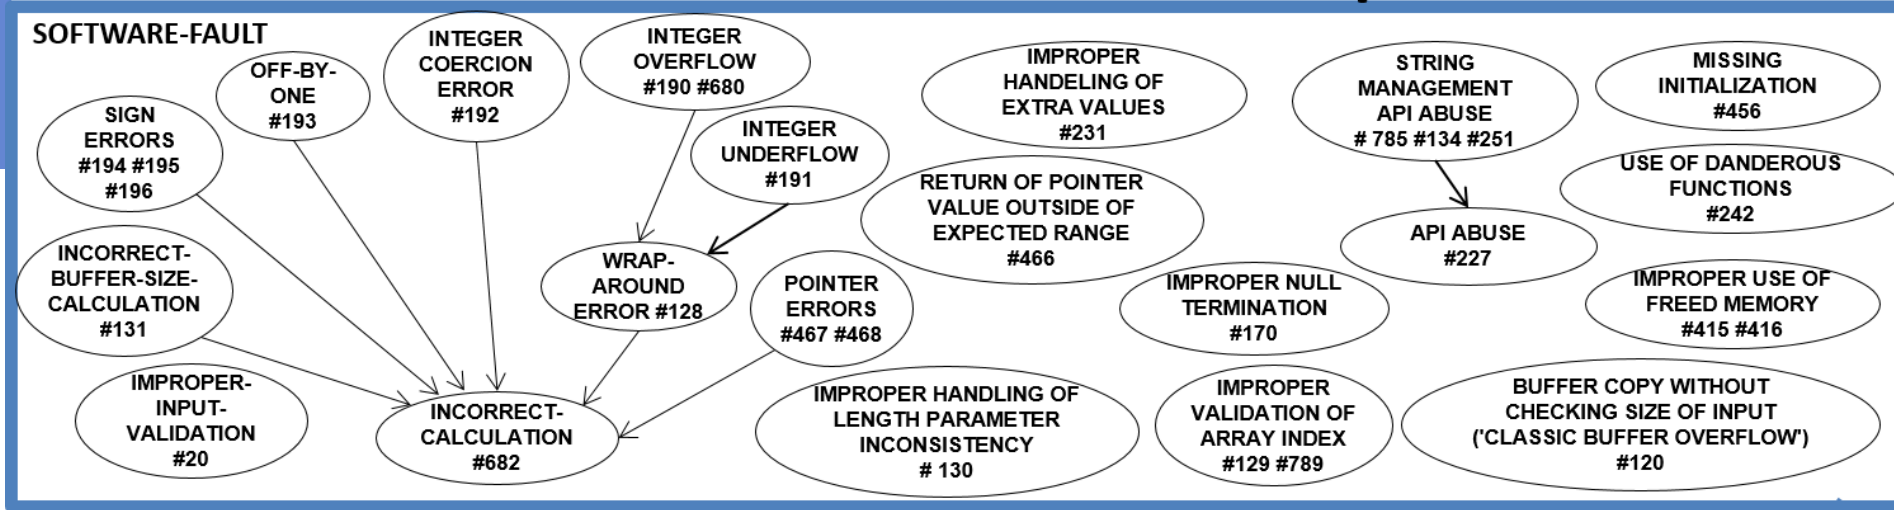 SOFTWARE-FAULT
SIGN
ERRORS
#194 #195
#196
OFF-BY-
ONE
#193
INTEGER
COERCION
ERROR
#192
INTEGER
OVERFLOW
#190 #680
INTEGER
UNDERFLOW
#191
IMPROPER
HANDELING OF
EXTRA VALUES
#231
STRING
MANAGEMENT
API ABUSE
# 785 #134 #251
MISSING
INITIALIZATION
#456
RETURN OF POINTER
VALUE OUTSIDE OF
EXPECTED RANGE
#466
USE OF DANDEROUS
FUNCTIONS
#242
API ABUSE
#227
INCORRECT-
BUFFER-SIZE-
CALCULATION
#131
WRAP-
AROUND
ERROR #128
POINTER
ERRORS
#467 #468
IMPROPER NULL
TERMINATION
#170
IMPROPER USE OF
FREED MEMORY
#415 #416
IMPROPER-
INPUT-
VALIDATION
#20
INCORRECT-
CALCULATION
#682
IMPROPER HANDLING OF
LENGTH PARAMETER
INCONSISTENCY
# 130
IMPROPER
VALIDATION OF
ARRAY INDEX
#129 #789
BUFFER COPY WITHOUT
CHECKING SIZE OF INPUT
('CLASSIC BUFFER OVERFLOW')
#120